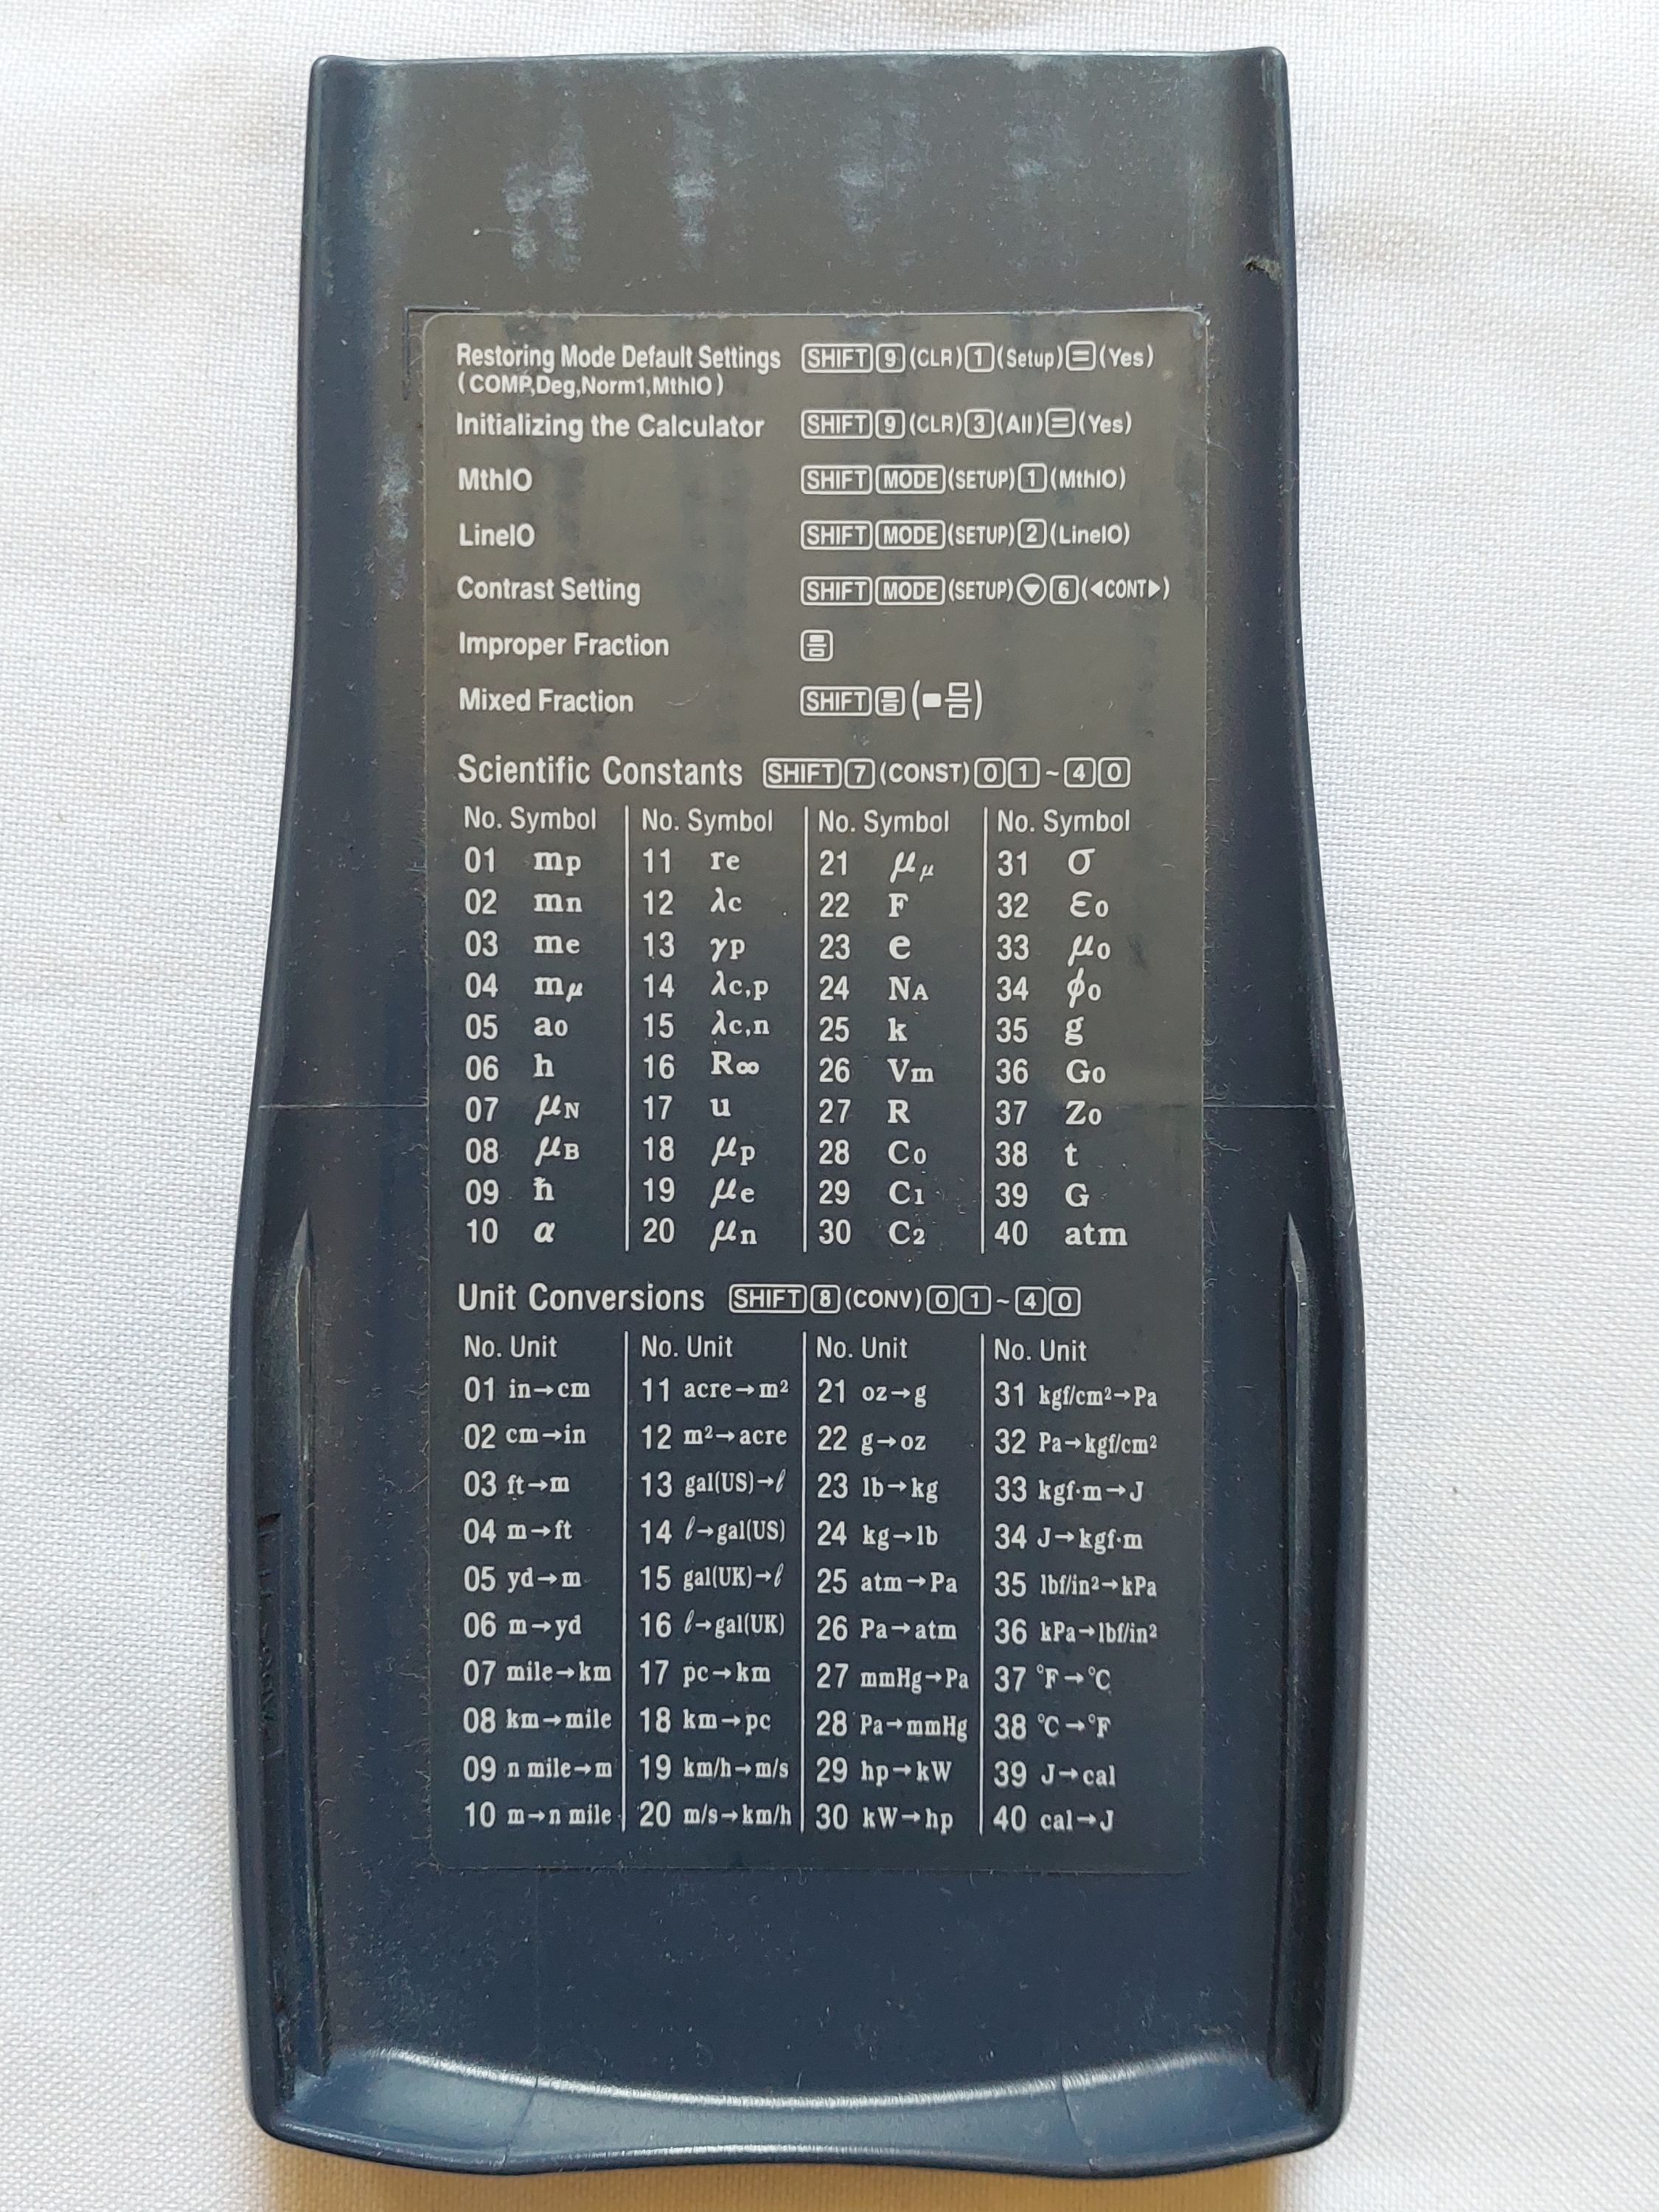 Restoring Mode Default Settings SHIFT 9 (CLR) 1 (Setup) = (Yes)
(COMP,Deg,Norm1,MthIO)
Initializing the Calculator SHIFT 9 (CLR) 3 (All) = (Yes)
MthIO SHIFT MODE (SETUP) 1 (MthIO)
LineIO SHIFT MODE (SETUP) 2 (LineIO)
Contrast Setting SHIFT MODE (SETUP) ▼ 6 (◀CONT▶)
Improper Fraction
Mixed Fraction SHIFT
Scientific Constants SHIFT 7 (CONST) 0 1 ~ 4 0
No. Symbol No. Symbol No. Symbol No. Symbol
01 mp 11 re 21 μμ 31 σ
02 mn 12 λc 22 F 32 ε0
03 me 13 γp 23 e 33 μ0
04 mμ 14 λc,p 24 NA 34 ϕ0
05 a0 15 λc,n 25 k 35 g
06 h 16 R∞ 26 Vm 36 G0
07 μN 17 u 27 R 37 Z0
08 μB 18 μp 28 C0 38 t
09 ħ 19 μe 29 C1 39 G
10 α 20 μn 30 C2 40 atm
Unit Conversions SHIFT 8 (CONV) 0 1 ~ 4 0
No. Unit No. Unit No. Unit No. Unit
01 in→cm 11 acre→m² 21 oz→g 31 kgf/cm²→Pa
02 cm→in 12 m²→acre 22 g→oz 32 Pa→kgf/cm²
03 ft→m 13 gal(US)→ℓ 23 lb→kg 33 kgf·m→J
04 m→ft 14 ℓ→gal(US) 24 kg→lb 34 J→kgf·m
05 yd→m 15 gal(UK)→ℓ 25 atm→Pa 35 lbf/in²→kPa
06 m→yd 16 ℓ→gal(UK) 26 Pa→atm 36 kPa→lbf/in²
07 mile→km 17 pc→km 27 mmHg→Pa 37 °F→°C
08 km→mile 18 km→pc 28 Pa→mmHg 38 °C→°F
09 n mile→m 19 km/h→m/s 29 hp→kW 39 J→cal
10 m→n mile 20 m/s→km/h 30 kW→hp 40 cal→J